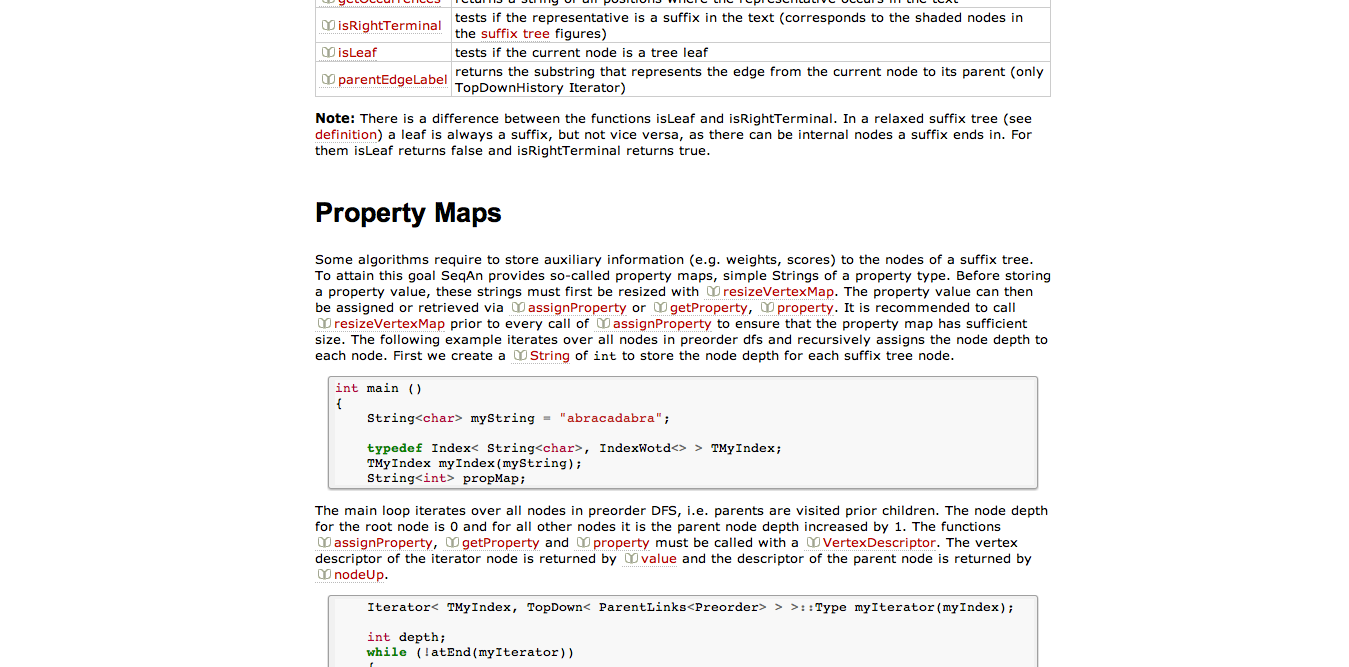 getOccurrences returns a string of all positions where the representative occurs in the text
isRightTerminal tests if the representative is a suffix in the text (corresponds to the shaded nodes in
the suffix tree figures)
isLeaf tests if the current node is a tree leaf
parentEdgeLabel returns the substring that represents the edge from the current node to its parent (only
TopDownHistory Iterator)
Note: There is a difference between the functions isLeaf and isRightTerminal. In a relaxed suffix tree (see
definition) a leaf is always a suffix, but not vice versa, as there can be internal nodes a suffix ends in. For
them isLeaf returns false and isRightTerminal returns true.
Property Maps
Some algorithms require to store auxiliary information (e.g. weights, scores) to the nodes of a suffix tree.
To attain this goal SeqAn provides so-called property maps, simple Strings of a property type. Before storing
a property value, these strings must first be resized with resizeVertexMap. The property value can then
be assigned or retrieved via assignProperty or getProperty, property. It is recommended to call
resizeVertexMap prior to every call of assignProperty to ensure that the property map has sufficient
size. The following example iterates over all nodes in preorder dfs and recursively assigns the node depth to
each node. First we create a String of int to store the node depth for each suffix tree node.
int main ()
{
String<char> myString = "abracadabra";
typedef Index< String<char>, IndexWotd<> > TMyIndex;
TMyIndex myIndex(myString);
String<int> propMap;
The main loop iterates over all nodes in preorder DFS, i.e. parents are visited prior children. The node depth
for the root node is 0 and for all other nodes it is the parent node depth increased by 1. The functions
assignProperty, getProperty and property must be called with a VertexDescriptor. The vertex
descriptor of the iterator node is returned by value and the descriptor of the parent node is returned by
nodeUp.
Iterator< TMyIndex, TopDown< ParentLinks<Preorder> > >::Type myIterator(myIndex);
int depth;
while (!atEnd(myIterator))
{